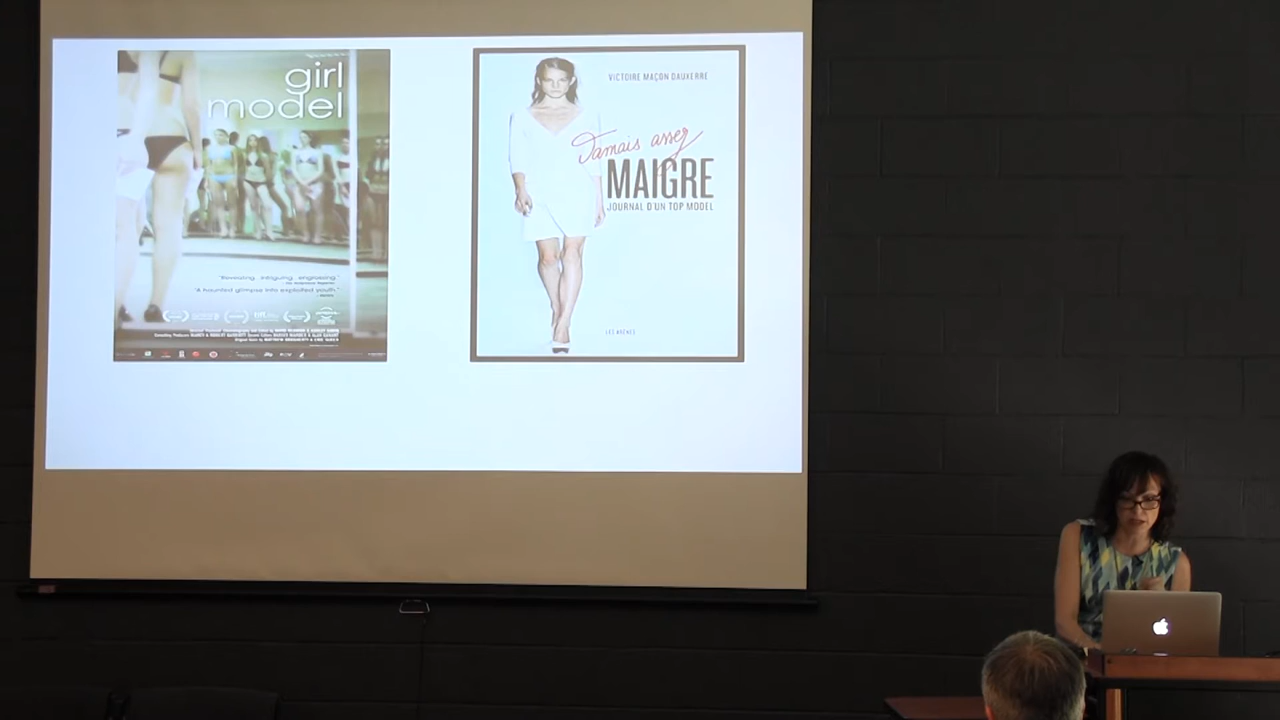 girl
model
"Revealing. Intriguing. engrossing."
"A haunted glimpse into exploited youth."
VICTOIRE MAÇON DAUXERRE
Jamais assez
MAIGRE
JOURNAL D'UN TOP MODEL
LES ARÈNES